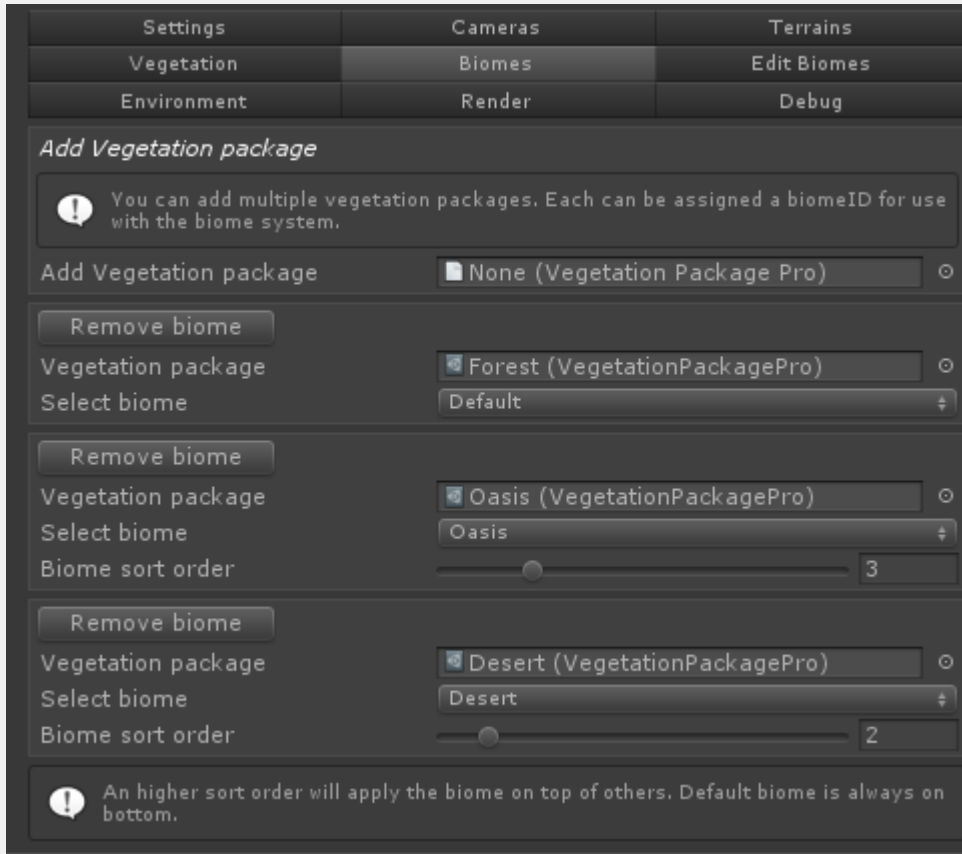 Settings Cameras Terrains
Vegetation Biomes Edit Biomes
Environment Render Debug
Add Vegetation package
You can add multiple vegetation packages. Each can be assigned a biomeID for use
with the biome system.
Add Vegetation package None (Vegetation Package Pro)
Remove biome
Vegetation package Forest (VegetationPackagePro)
Select biome Default
Remove biome
Vegetation package Oasis (VegetationPackagePro)
Select biome Oasis
Biome sort order 3
Remove biome
Vegetation package Desert (VegetationPackagePro)
Select biome Desert
Biome sort order 2
An higher sort order will apply the biome on top of others. Default biome is always on
bottom.